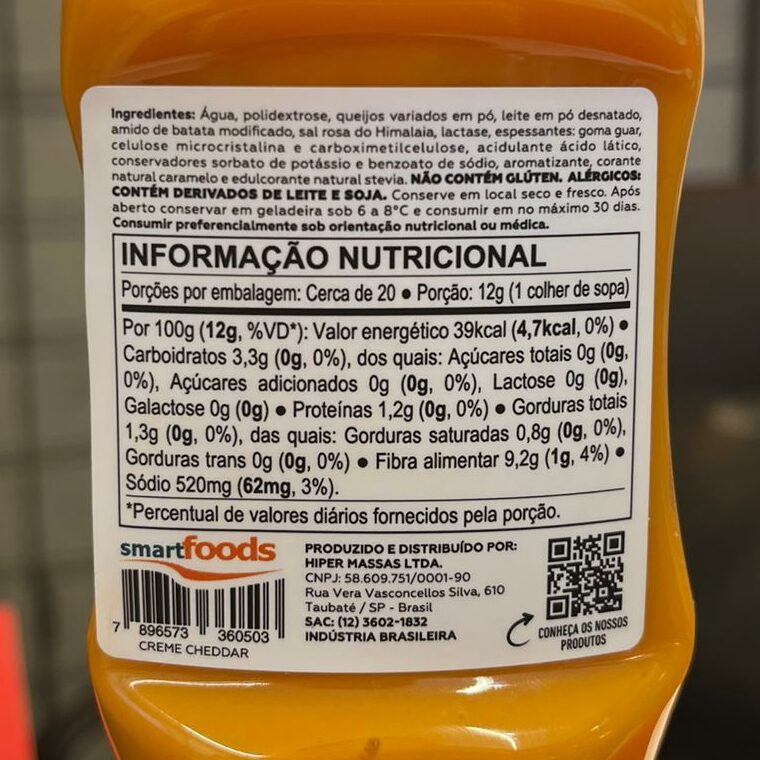 Ingredientes: Água, polidextrose, queijos variados em pó, leite em pó desnatado,
amido de batata modificado, sal rosa do Himalaia, lactase, espessantes: goma guar,
celulose microcristalina e carboximetilcelulose, acidulante ácido lático,
conservadores sorbato de potássio e benzoato de sódio, aromatizante, corante
natural caramelo e edulcorante natural stevia. NÃO CONTÉM GLÚTEN. ALÉRGICOS:
CONTÉM DERIVADOS DE LEITE E SOJA. Conserve em local seco e fresco. Após
aberto conservar em geladeira sob 6 a 8°C e consumir em no máximo 30 dias.
Consumir preferencialmente sob orientação nutricional ou médica.
INFORMAÇÃO NUTRICIONAL
Porções por embalagem: Cerca de 20 ● Porção: 12g (1 colher de sopa)
Por 100g (12g, %VD*): Valor energético 39kcal (4,7kcal, 0%) ●
Carboidratos 3,3g (0g, 0%), dos quais: Açúcares totais 0g (0g,
0%), Açúcares adicionados 0g (0g, 0%), Lactose 0g (0g),
Galactose 0g (0g) ● Proteínas 1,2g (0g, 0%) ● Gorduras totais
1,3g (0g, 0%), das quais: Gorduras saturadas 0,8g (0g, 0%),
Gorduras trans 0g (0g, 0%) ● Fibra alimentar 9,2g (1g, 4%) ●
Sódio 520mg (62mg, 3%).
*Percentual de valores diários fornecidos pela porção.
smartfoods
7 896573 360503
CREME CHEDDAR
PRODUZIDO E DISTRIBUÍDO POR:
HIPER MASSAS LTDA.
CNPJ: 58.609.751/0001-90
Rua Vera Vasconcellos Silva, 610
Taubaté / SP - Brasil
SAC: (12) 3602-1832
INDÚSTRIA BRASILEIRA
CONHEÇA OS NOSSOS
PRODUTOS